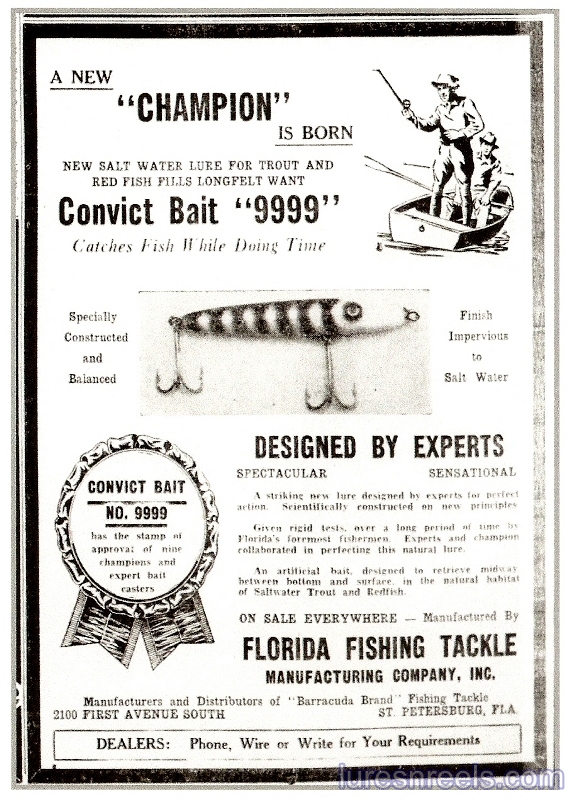 A NEW
"CHAMPION"
IS BORN
NEW SALT WATER LURE FOR TROUT AND
RED FISH FILLS LONGFELT WANT
Convict Bait "9999"
Catches Fish While Doing Time
Specially
Constructed
and
Balanced
Finish
Impervious
to
Salt Water
CONVICT BAIT
NO. 9999
has the stamp of
approval of nine
champions and
expert bait
casters
DESIGNED BY EXPERTS
SPECTACULAR SENSATIONAL
A striking new lure designed by experts for perfect
action. Scientifically constructed on new principles
Given rigid tests, over a long period of time by
Florida's foremost fishermen. Experts and champion
collaborated in perfecting this natural lure.
An artificial bait, designed to retrieve midway
between bottom and surface, in the natural habitat
of Saltwater Trout and Redfish.
ON SALE EVERYWHERE — Manufactured By
FLORIDA FISHING TACKLE
MANUFACTURING COMPANY, INC.
Manufacturers and Distributors of "Barracuda Brand" Fishing Tackle
2100 FIRST AVENUE SOUTH ST. PETERSBURG, FLA.
DEALERS: Phone, Wire or Write for Your Requirements
luresnreels.com